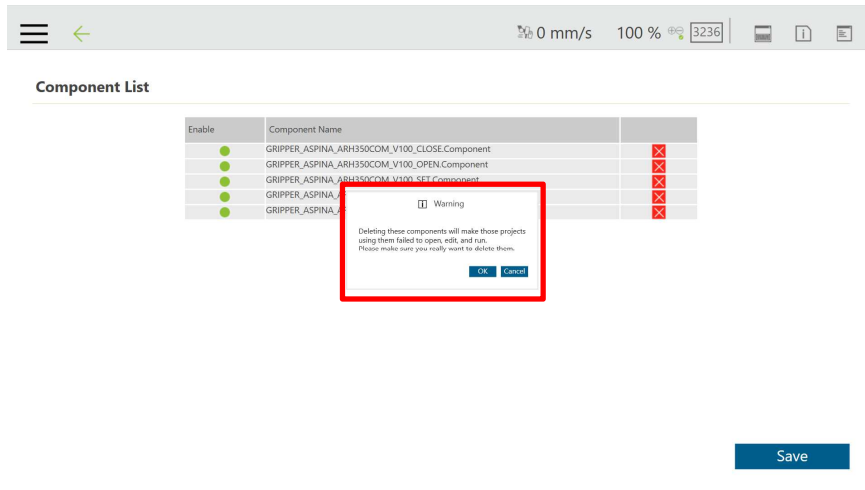 0 mm/s 100 % 3236
Component List
Enable Component Name
GRIPPER_ASPINA_ARH350COM_V100_CLOSE.Component
GRIPPER_ASPINA_ARH350COM_V100_OPEN.Component
GRIPPER_ASPINA_ARH350COM_V100_SET.Component
GRIPPER_ASPINA_A
GRIPPER_ASPINA_A
Warning
Deleting these components will make those projects
using them failed to open, edit, and run.
Please make sure you really want to delete them.
OK Cancel
Save